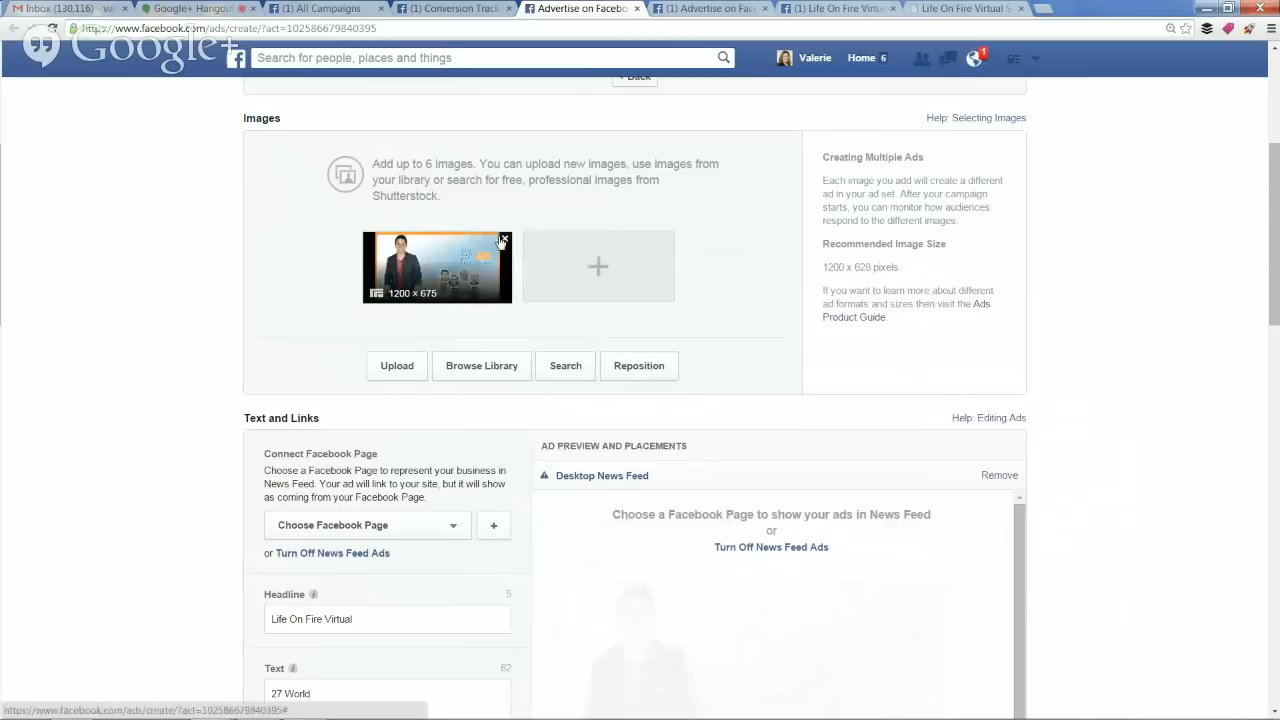 Inbox (30,116) - val
Google+ Hangout
(1) All Campaigns
(1) Conversion Track
Advertise on Facebo
(1) Advertise on Fac
(1) Life On Fire Virtu
Life On Fire Virtual S
https://www.facebook.com/ads/create/?act=102586679840395
Google+
Search for people, places and things
Valerie
Home 6
1
Back
Images
Help: Selecting Images
Add up to 6 images. You can upload new images, use images from
your library or search for free, professional images from
Shutterstock.
1200 × 675
Creating Multiple Ads
Each image you add will create a different
ad in your ad set. After your campaign
starts, you can monitor how audiences
respond to the different images.
Recommended Image Size
1200 x 628 pixels
If you want to learn more about different
ad formats and sizes then visit the Ads
Product Guide
Upload
Browse Library
Search
Reposition
Text and Links
Help: Editing Ads
Connect Facebook Page
Choose a Facebook Page to represent your business in
News Feed. Your ad will link to your site, but it will show
as coming from your Facebook Page.
Choose Facebook Page
+
or Turn Off News Feed Ads
Headline
5
Life On Fire Virtual
Text
62
27 World
AD PREVIEW AND PLACEMENTS
Desktop News Feed
Remove
Choose a Facebook Page to show your ads in News Feed
or
Turn Off News Feed Ads
https://www.facebook.com/ads/create/?act=102586679840395#